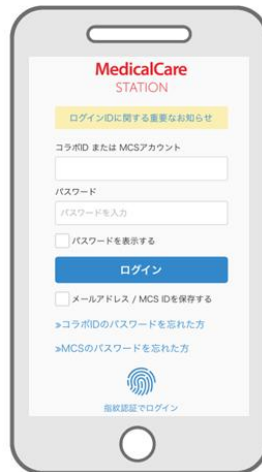 MedicalCare
STATION
ログインIDに関する重要なお知らせ
コラボID または MCSアカウント
パスワード
パスワードを入力
パスワードを表示する
ログイン
メールアドレス / MCS IDを保存する
»コラボIDのパスワードを忘れた方
»MCSのパスワードを忘れた方
指紋認証でログイン